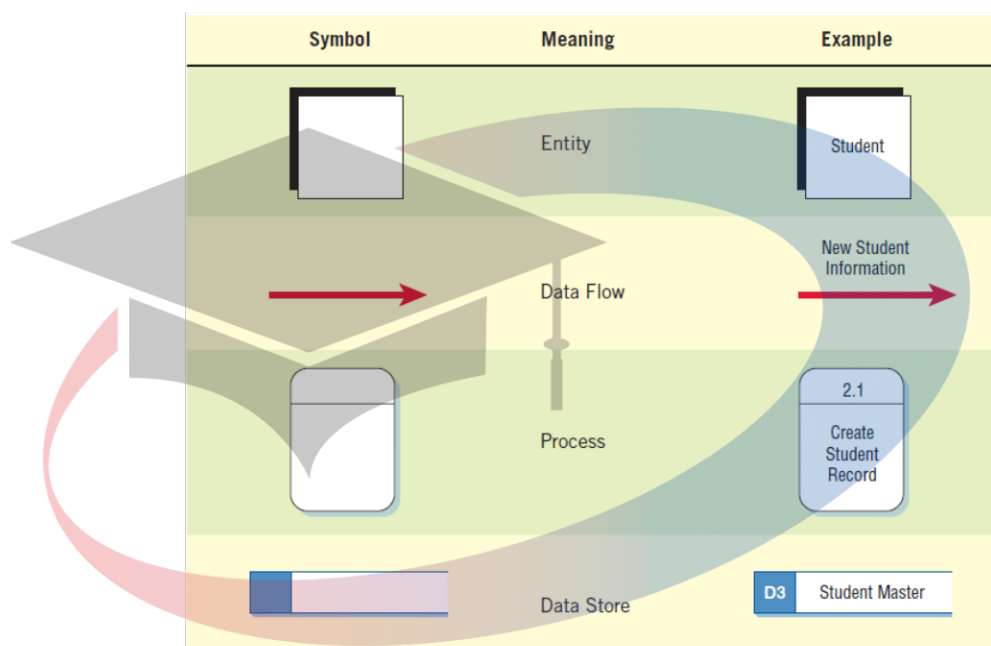 Symbol Meaning Example
Entity Student
New Student
Information
Data Flow
2.1
Create
Student
Record
Process
D3 Student Master
Data Store